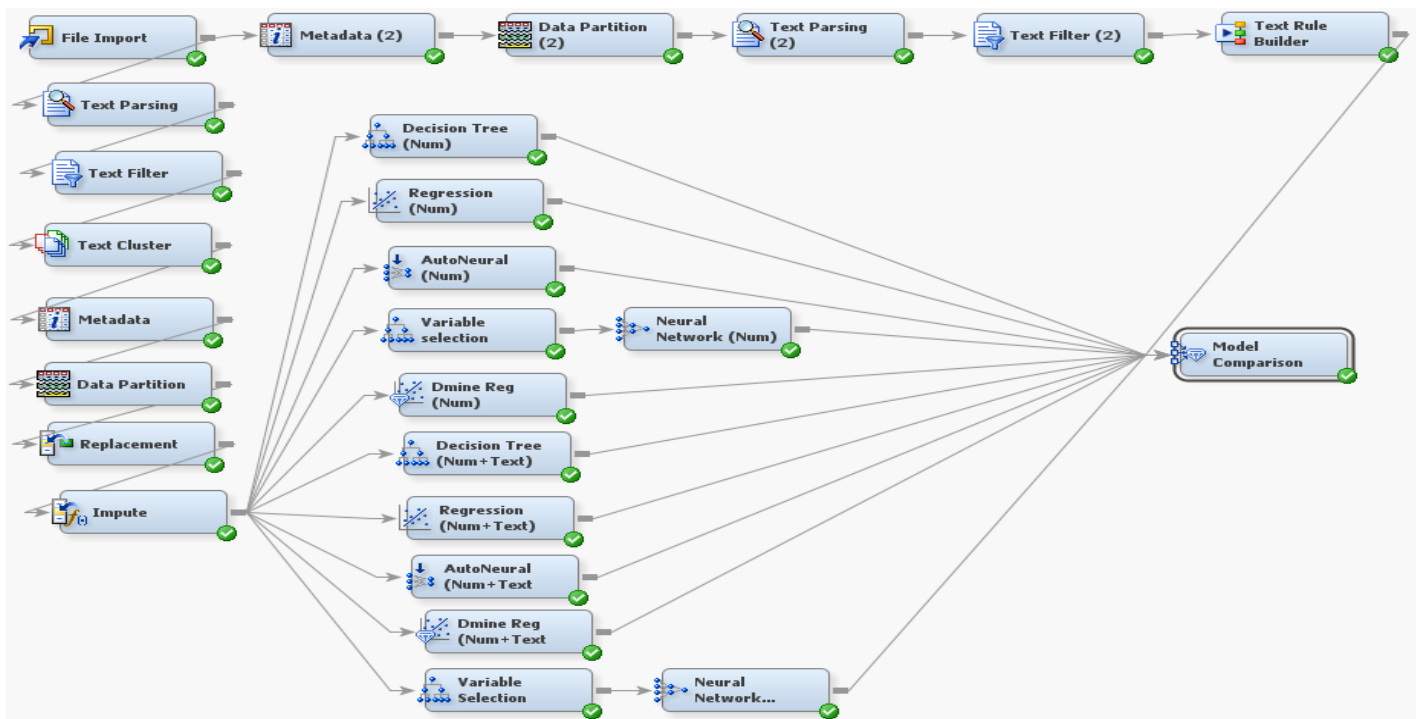 File Import
Metadata (2)
Data Partition
(2)
Text Parsing
(2)
Text Filter (2)
Text Rule
Builder
Text Parsing
Text Filter
Text Cluster
Metadata
Data Partition
Replacement
Impute
Decision Tree
(Num)
Regression
(Num)
AutoNeural
(Num)
Variable
selection
Neural
Network (Num)
Dmine Reg
(Num)
Decision Tree
(Num+Text)
Regression
(Num+Text)
AutoNeural
(Num+Text
Dmine Reg
(Num+Text
Variable
Selection
Neural
Network...
Model
Comparison